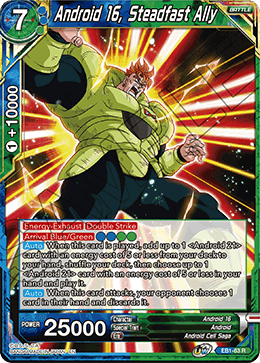 7
Android 16, Steadfast Ally
BATTLE
+10000
Energy-Exhaust Double Strike
Arrival Blue/Green
Auto When this card is played, add up to 1 <Android 21>
card with an energy cost of 5 or less from your deck to
your hand, shuffle your deck, then choose up to 1
<Android 21> card with an energy cost of 5 or less in your
hand and play it.
Auto When this card attacks, your opponent chooses 1
card in their hand and discards it.
POWER 25000
Character Android 16
Special Trait Android
Era Android Cell Saga
EB1-63 R